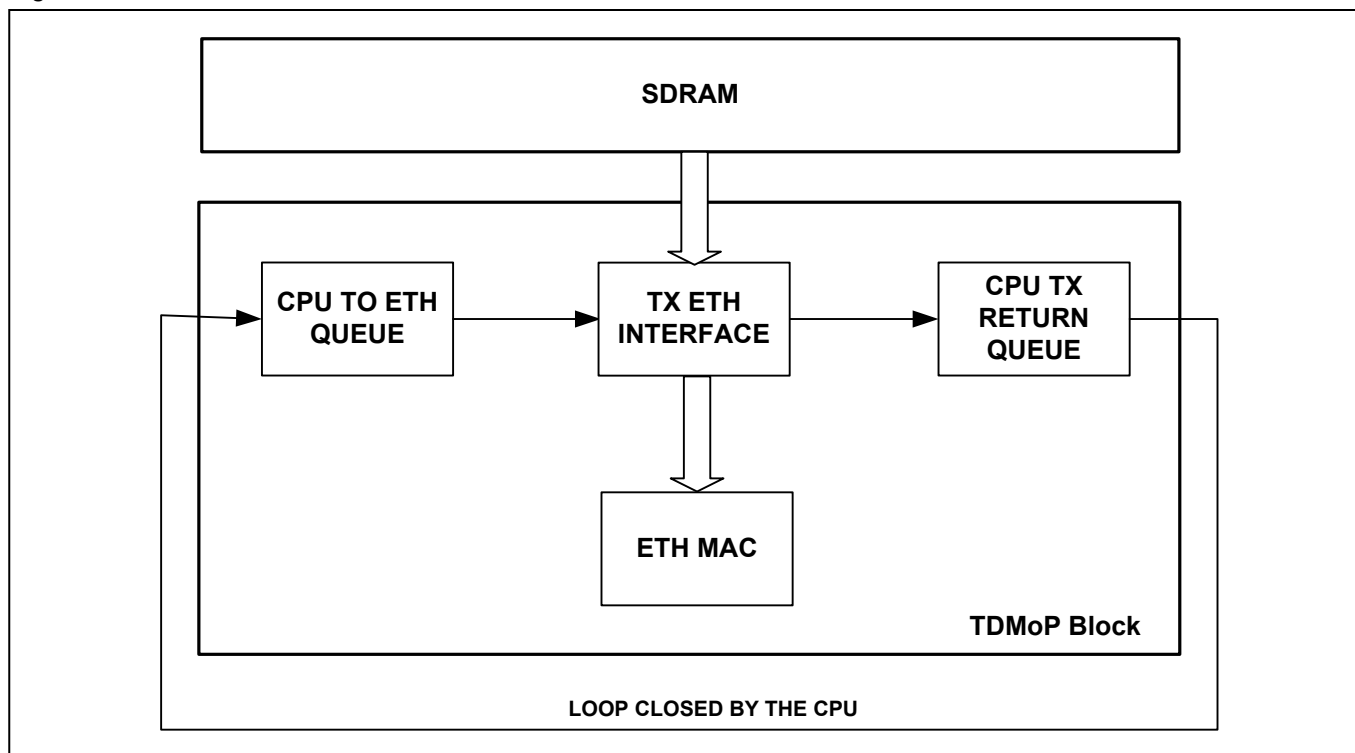 SDRAM
CPU TO ETH
QUEUE
TX ETH
INTERFACE
CPU TX
RETURN
QUEUE
ETH MAC
TDMoP Block
LOOP CLOSED BY THE CPU